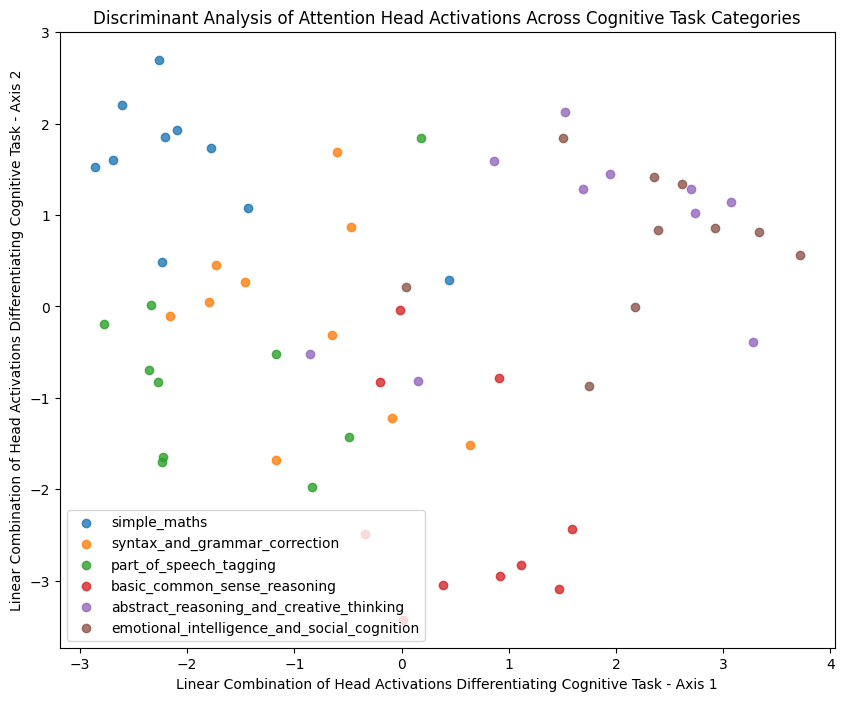 Discriminant Analysis of Attention Head Activations Across Cognitive Task Categories
3
2
1
0
−1
−2
−3
Linear Combination of Head Activations Differentiating Cognitive Task - Axis 2
simple_maths
syntax_and_grammar_correction
part_of_speech_tagging
basic_common_sense_reasoning
abstract_reasoning_and_creative_thinking
emotional_intelligence_and_social_cognition
−3 −2 −1 0 1 2 3 4
Linear Combination of Head Activations Differentiating Cognitive Task - Axis 1